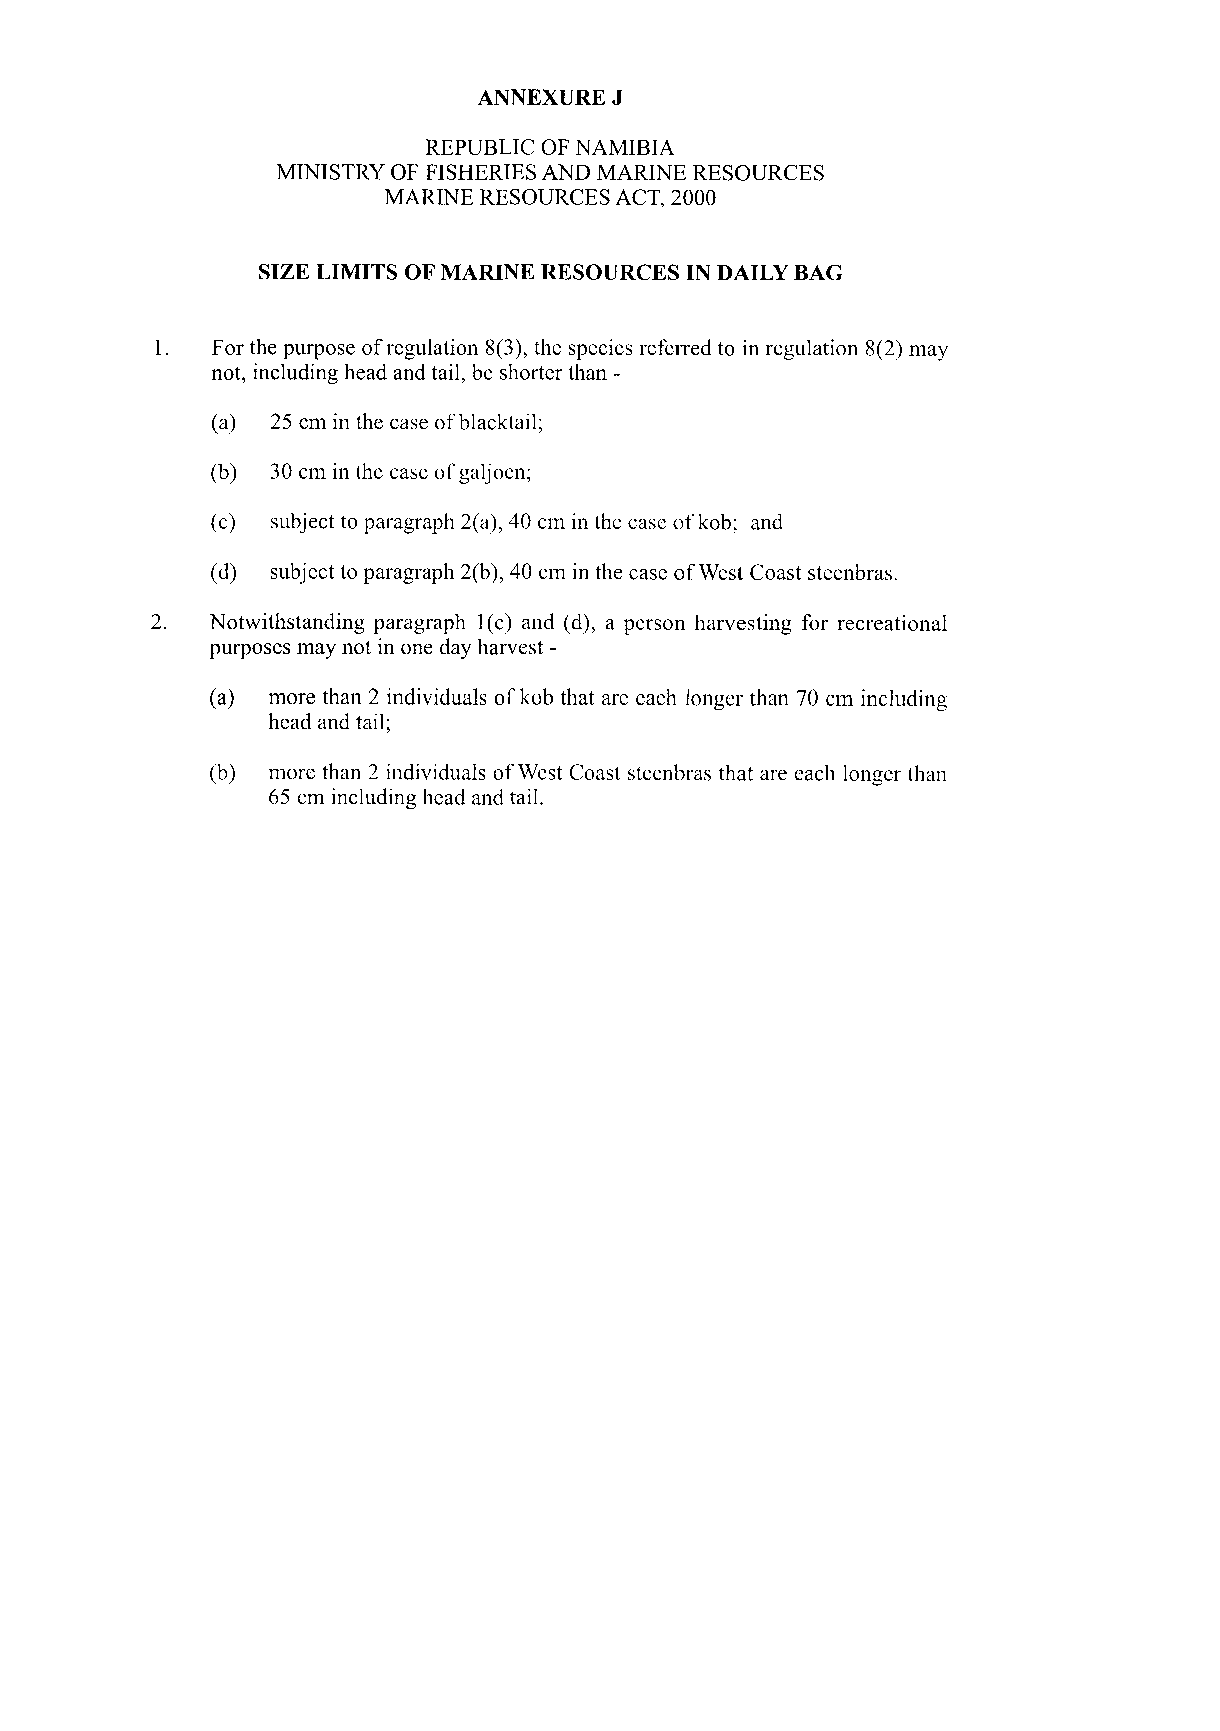 ANNEXURE J
REPUBLIC OF NAMIBIA
MINISTRY OF FISHERIES AND MARINE RESOURCES
MARINE RESOURCES ACT, 2000
SIZE LIMITS OF MARINE RESOURCES IN DAILY BAG
1. For the purpose of regulation 8(3), the species referred to in regulation 8(2) may
not, including head and tail, be shorter than -
(a) 25 cm in the case of blacktail;
(b) 30 cm in the case of galjoen;
(c) subject to paragraph 2(a), 40 cm in the case of kob; and
(d) subject to paragraph 2(b), 40 cm in the case of West Coast steenbras.
2. Notwithstanding paragraph 1(c) and (d), a person harvesting for recreational
purposes may not in one day harvest -
(a) more than 2 individuals of kob that are each longer than 70 cm including
head and tail;
(b) more than 2 individuals of West Coast steenbras that are each longer than
65 cm including head and tail.